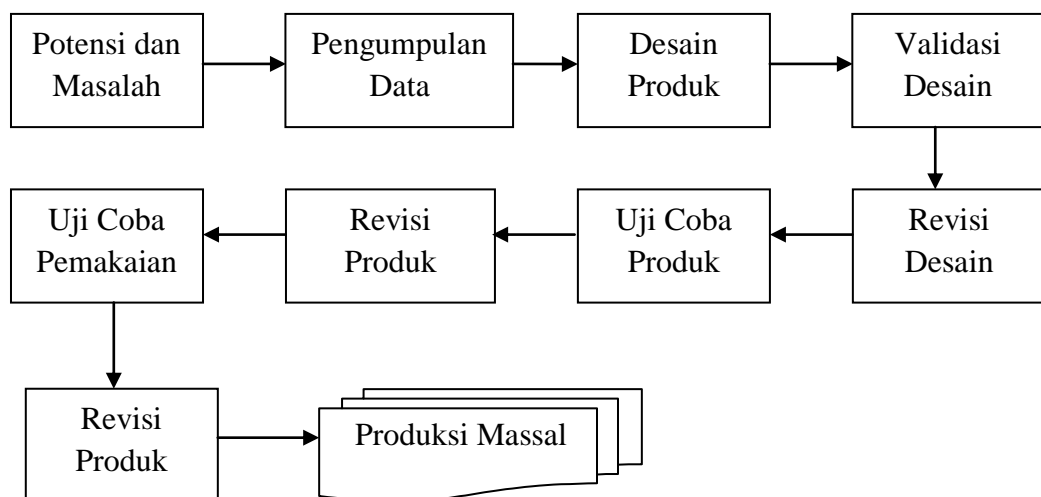 Potensi dan
Masalah
Pengumpulan
Data
Desain
Produk
Validasi
Desain
Uji Coba
Pemakaian
Revisi
Produk
Uji Coba
Produk
Revisi
Desain
Revisi
Produk
Produksi Massal